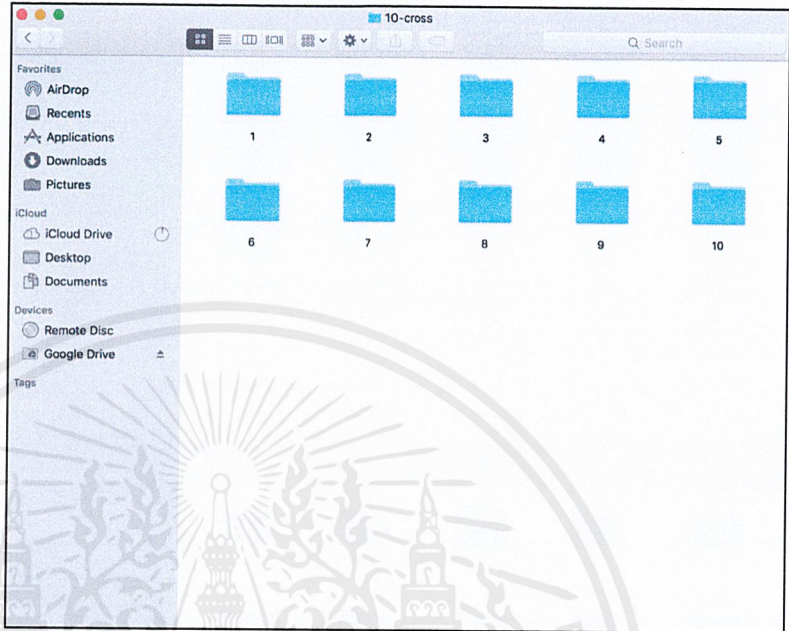 10-cross
Search
Favorites
AirDrop
Recents
Applications
Downloads
Pictures
iCloud
iCloud Drive
Desktop
Documents
Devices
Remote Disc
Google Drive
Tags
1 2 3 4 5
6 7 8 9 10